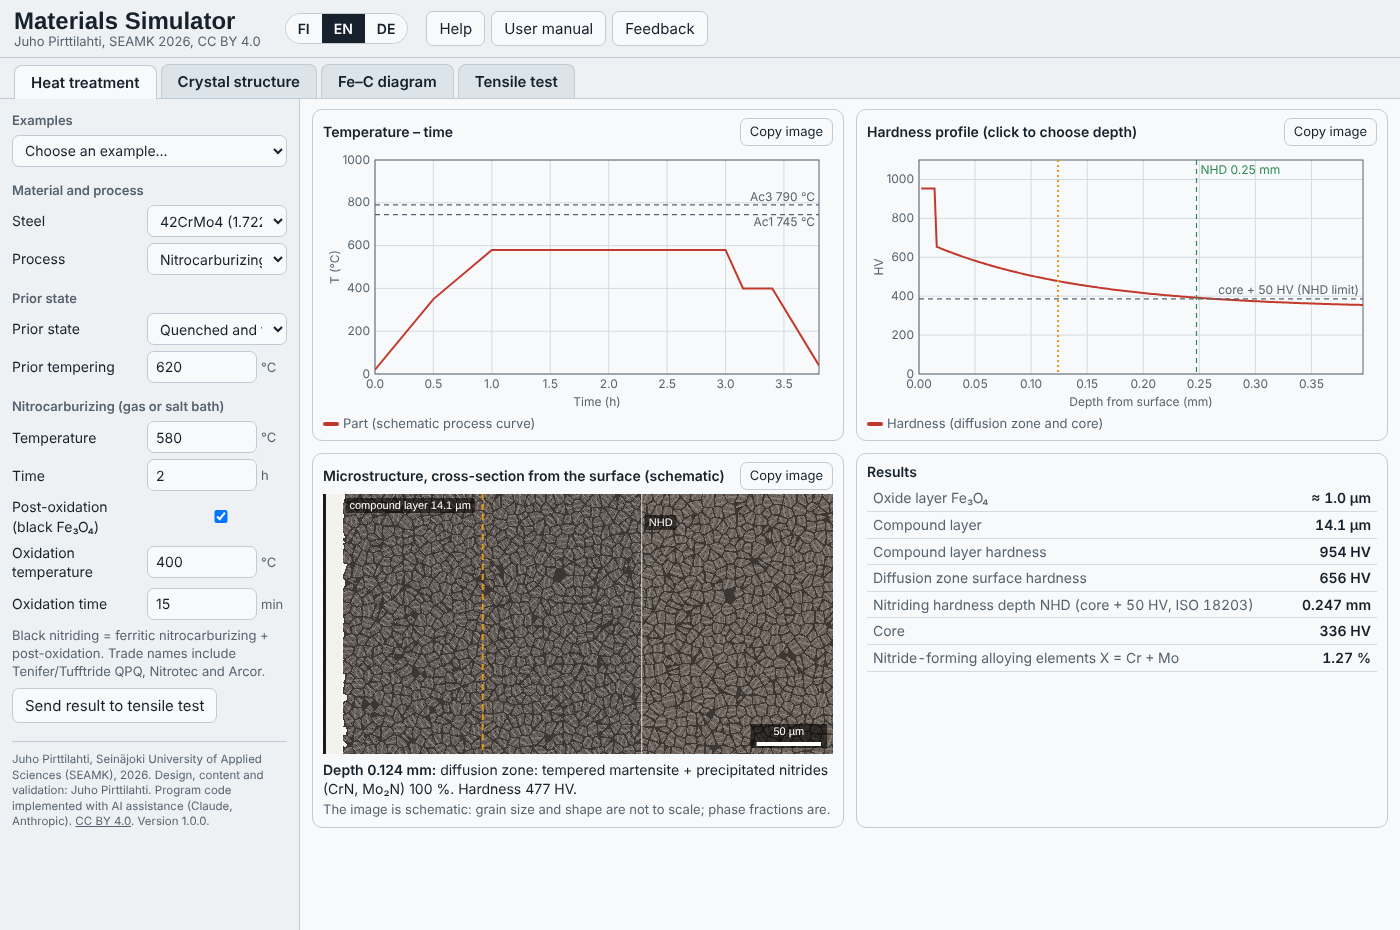 Materials Simulator
Juho Pirttilahti, SEAMK 2026, CC BY 4.0
FI EN DE
Help User manual Feedback
Heat treatment Crystal structure Fe–C diagram Tensile test
Examples
Choose an example...
Material and process
Steel 42CrMo4 (1.722
Process Nitrocarburizing
Prior state
Prior state Quenched and
Prior tempering 620 °C
Nitrocarburizing (gas or salt bath)
Temperature 580 °C
Time 2 h
Post-oxidation
(black Fe₃O₄)
Oxidation
temperature 400 °C
Oxidation time 15 min
Black nitriding = ferritic nitrocarburizing +
post-oxidation. Trade names include
Tenifer/Tufftride QPQ, Nitrotec and Arcor.
Send result to tensile test
Juho Pirttilahti, Seinäjoki University of Applied
Sciences (SEAMK), 2026. Design, content and
validation: Juho Pirttilahti. Program code
implemented with AI assistance (Claude,
Anthropic). CC BY 4.0. Version 1.0.0.
Temperature – time Copy image
1000
800
600
400
200
0
T (°C)
Ac3 790 °C
Ac1 745 °C
0.0 0.5 1.0 1.5 2.0 2.5 3.0 3.5
Time (h)
Part (schematic process curve)
Hardness profile (click to choose depth) Copy image
1000
800
600
400
200
0
HV
NHD 0.25 mm
core + 50 HV (NHD limit)
0.00 0.05 0.10 0.15 0.20 0.25 0.30 0.35
Depth from surface (mm)
Hardness (diffusion zone and core)
Microstructure, cross-section from the surface (schematic) Copy image
compound layer 14.1 µm
NHD
50 µm
Depth 0.124 mm: diffusion zone: tempered martensite + precipitated nitrides
(CrN, Mo₂N) 100 %. Hardness 477 HV.
The image is schematic: grain size and shape are not to scale; phase fractions are.
Results
Oxide layer Fe₃O₄ ≈ 1.0 µm
Compound layer 14.1 µm
Compound layer hardness 954 HV
Diffusion zone surface hardness 656 HV
Nitriding hardness depth NHD (core + 50 HV, ISO 18203) 0.247 mm
Core 336 HV
Nitride-forming alloying elements X = Cr + Mo 1.27 %